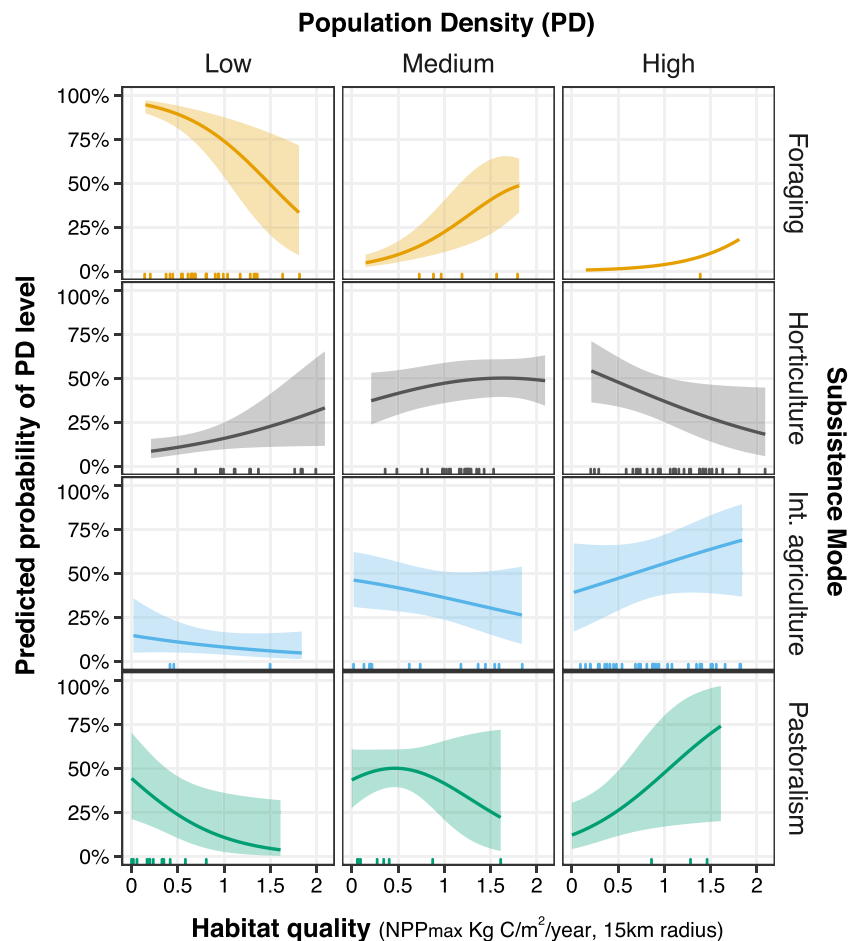 Population Density (PD)
Low Medium High
100%
75%
50%
25%
0%
Foraging
100%
75%
50%
25%
0%
Horticulture
100%
75%
50%
25%
0%
Int. agriculture
100%
75%
50%
25%
0%
Pastoralism
Predicted probability of PD level
Subsistence Mode
0 0.5 1 1.5 2 0 0.5 1 1.5 2 0 0.5 1 1.5 2
Habitat quality (NPPmax Kg C/m²/year, 15km radius)